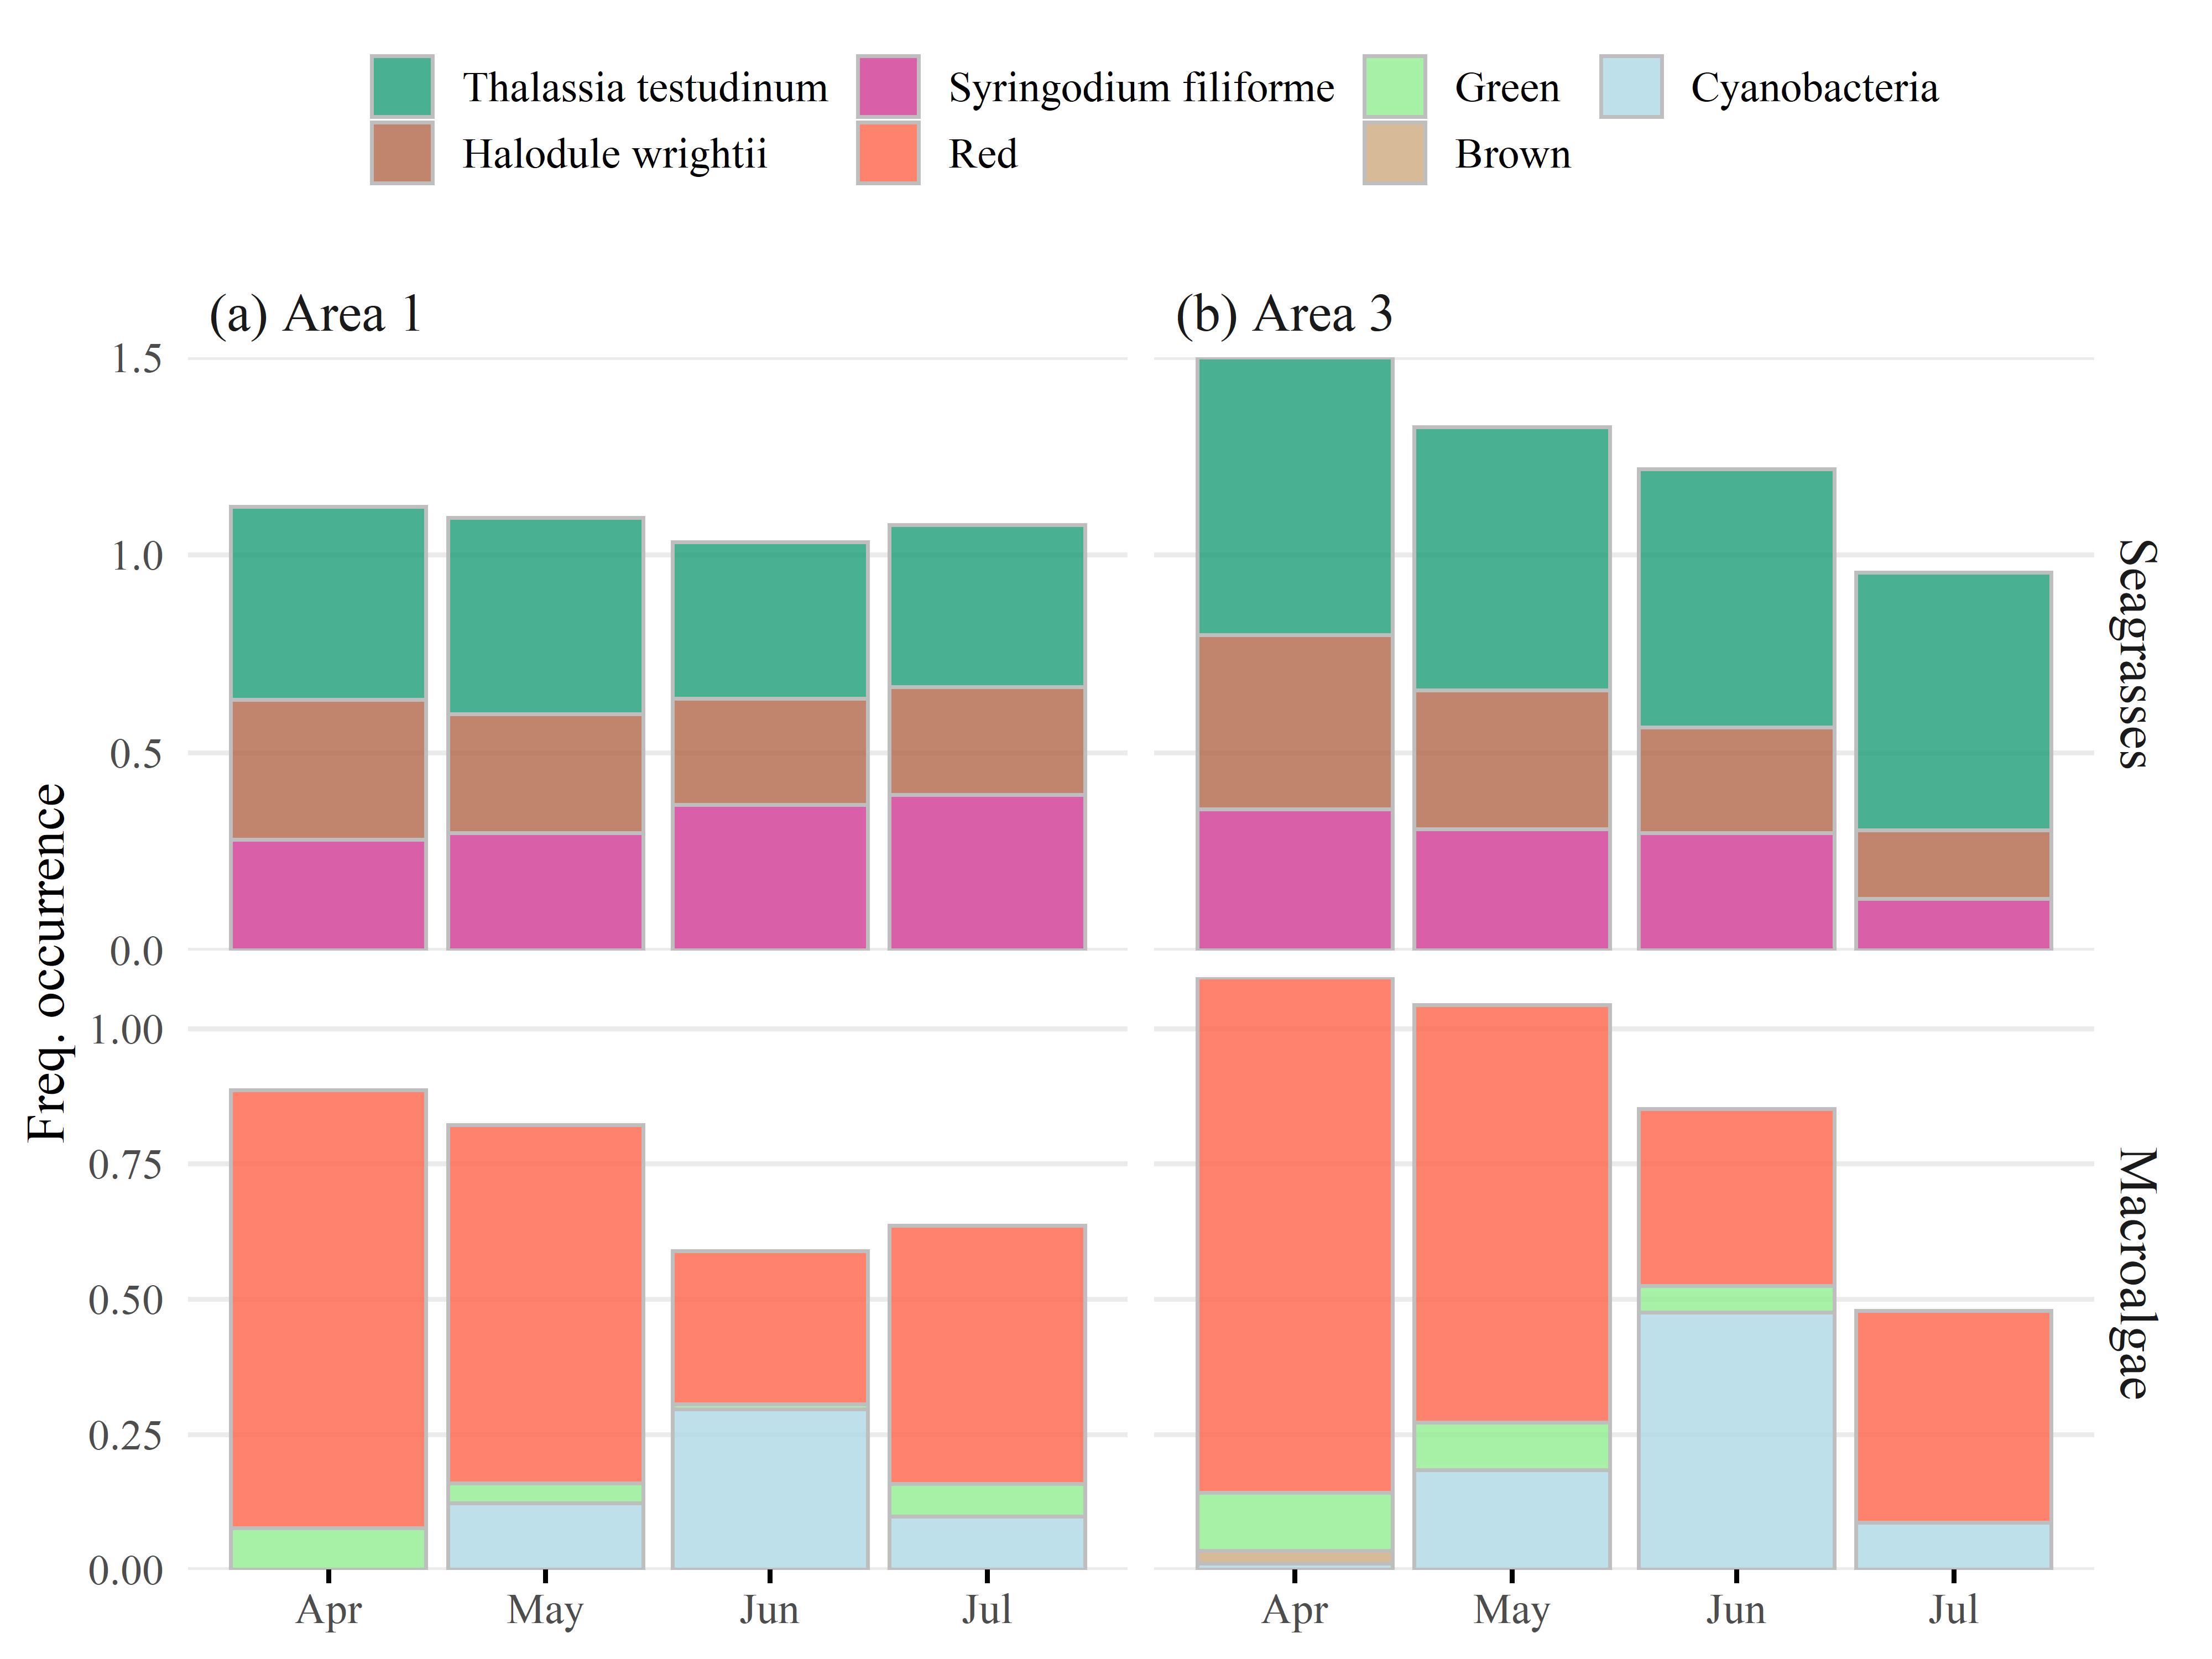 Thalassia testudinum
Syringodium filiforme
Green
Cyanobacteria
Halodule wrightii
Red
Brown
(a) Area 1
(b) Area 3
1.5
1.0
0.5
0.0
Seagrasses
Freq. occurrence
1.00
0.75
0.50
0.25
0.00
Macroalgae
Apr
May
Jun
Jul
Apr
May
Jun
Jul